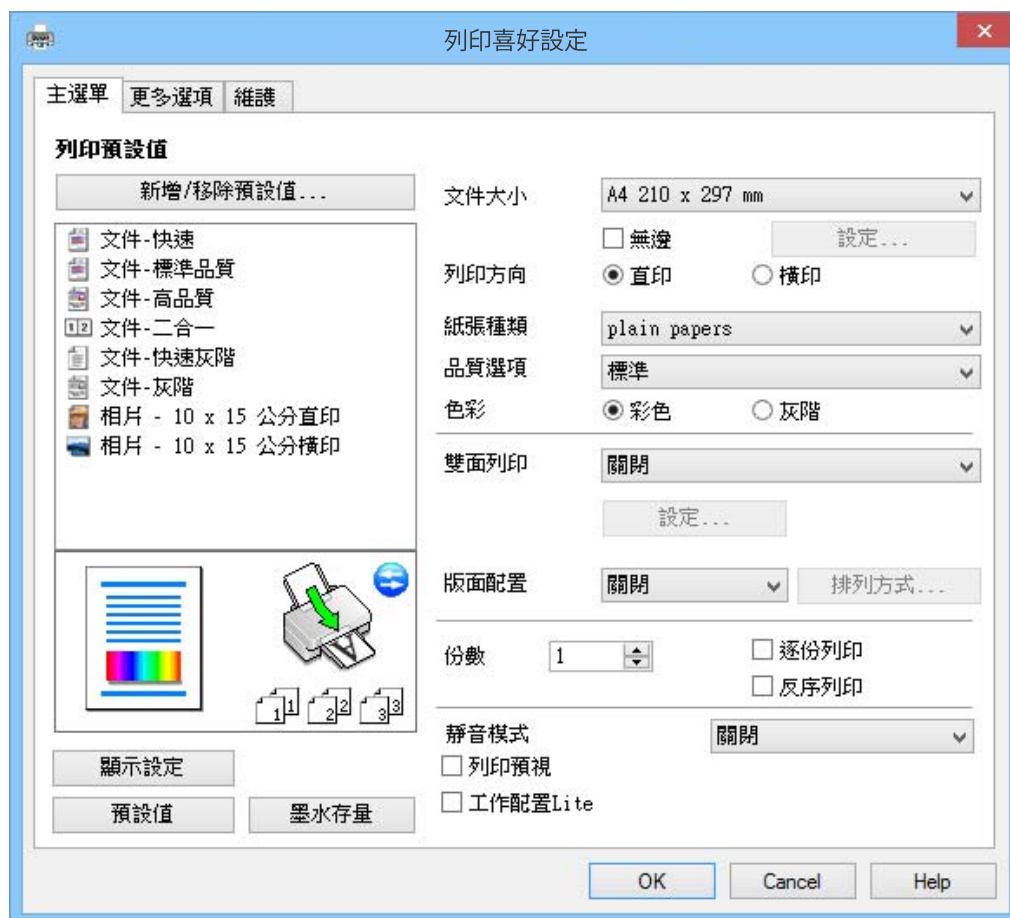 列印喜好設定
主選單 更多選項 維護
列印預設值
新增/移除預設值...
文件-快速
文件-標準品質
文件-高品質
1 2 文件-二合一
文件-快速灰階
文件-灰階
相片 - 10 x 15 公分直印
相片 - 10 x 15 公分橫印
1 1 2 2 3 3
顯示設定
預設值 墨水存量
文件大小 A4 210 x 297 mm
無邊 設定...
列印方向 直印 橫印
紙張種類 plain papers
品質選項 標準
色彩 彩色 灰階
雙面列印 關閉
設定...
版面配置 關閉 排列方式...
份數 1 逐份列印
反序列印
靜音模式 關閉
列印預視
工作配置Lite
OK Cancel Help